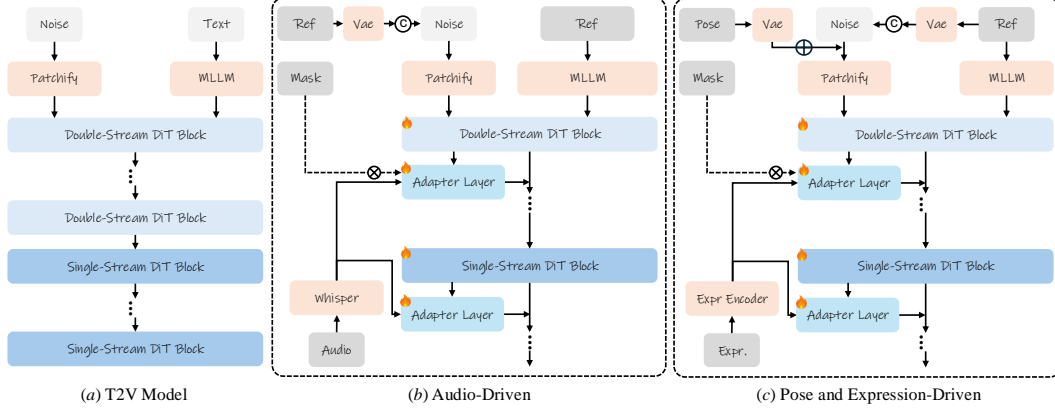 Noise
Text
Patchify
MLLM
Double-Stream DiT Block
Double-Stream DiT Block
Single-Stream DiT Block
Single-Stream DiT Block
(a) T2V Model
Ref
Vae
C
Noise
Ref
Mask
Patchify
MLLM
Double-Stream DiT Block
Adapter Layer
Single-Stream DiT Block
Whisper
Adapter Layer
Audio
(b) Audio-Driven
Pose
Vae
Noise
C
Vae
Ref
Mask
Patchify
MLLM
Double-Stream DiT Block
Adapter Layer
Single-Stream DiT Block
Expr Encoder
Adapter Layer
Expr.
(c) Pose and Expression-Driven